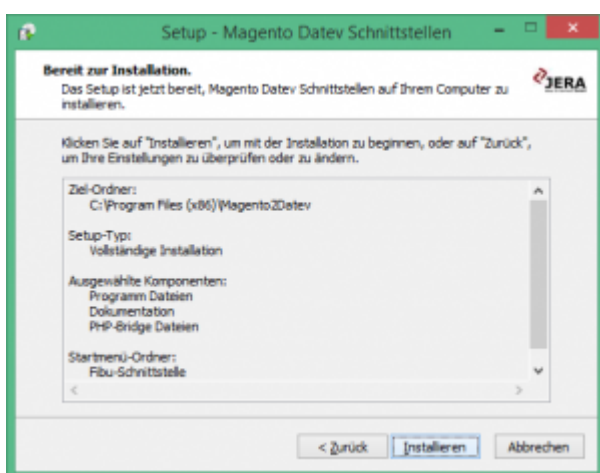 Setup - Magento Datev Schnittstellen
Bereit zur Installation.
Das Setup ist jetzt bereit, Magento Datev Schnittstellen auf Ihrem Computer zu
installieren.
JERA
Klicken Sie auf "Installieren", um mit der Installation zu beginnen, oder auf "Zurück",
um Ihre Einstellungen zu überprüfen oder zu ändern.
Ziel-Ordner:
C:\Program Files (x86)\Magento2Datev
Setup-Typ:
Vollständige Installation
Ausgewählte Komponenten:
Programm Dateien
Dokumentation
PHP-Bridge Dateien
Startmenü-Ordner:
Fibu-Schnittstelle
< Zurück
Installieren
Abbrechen